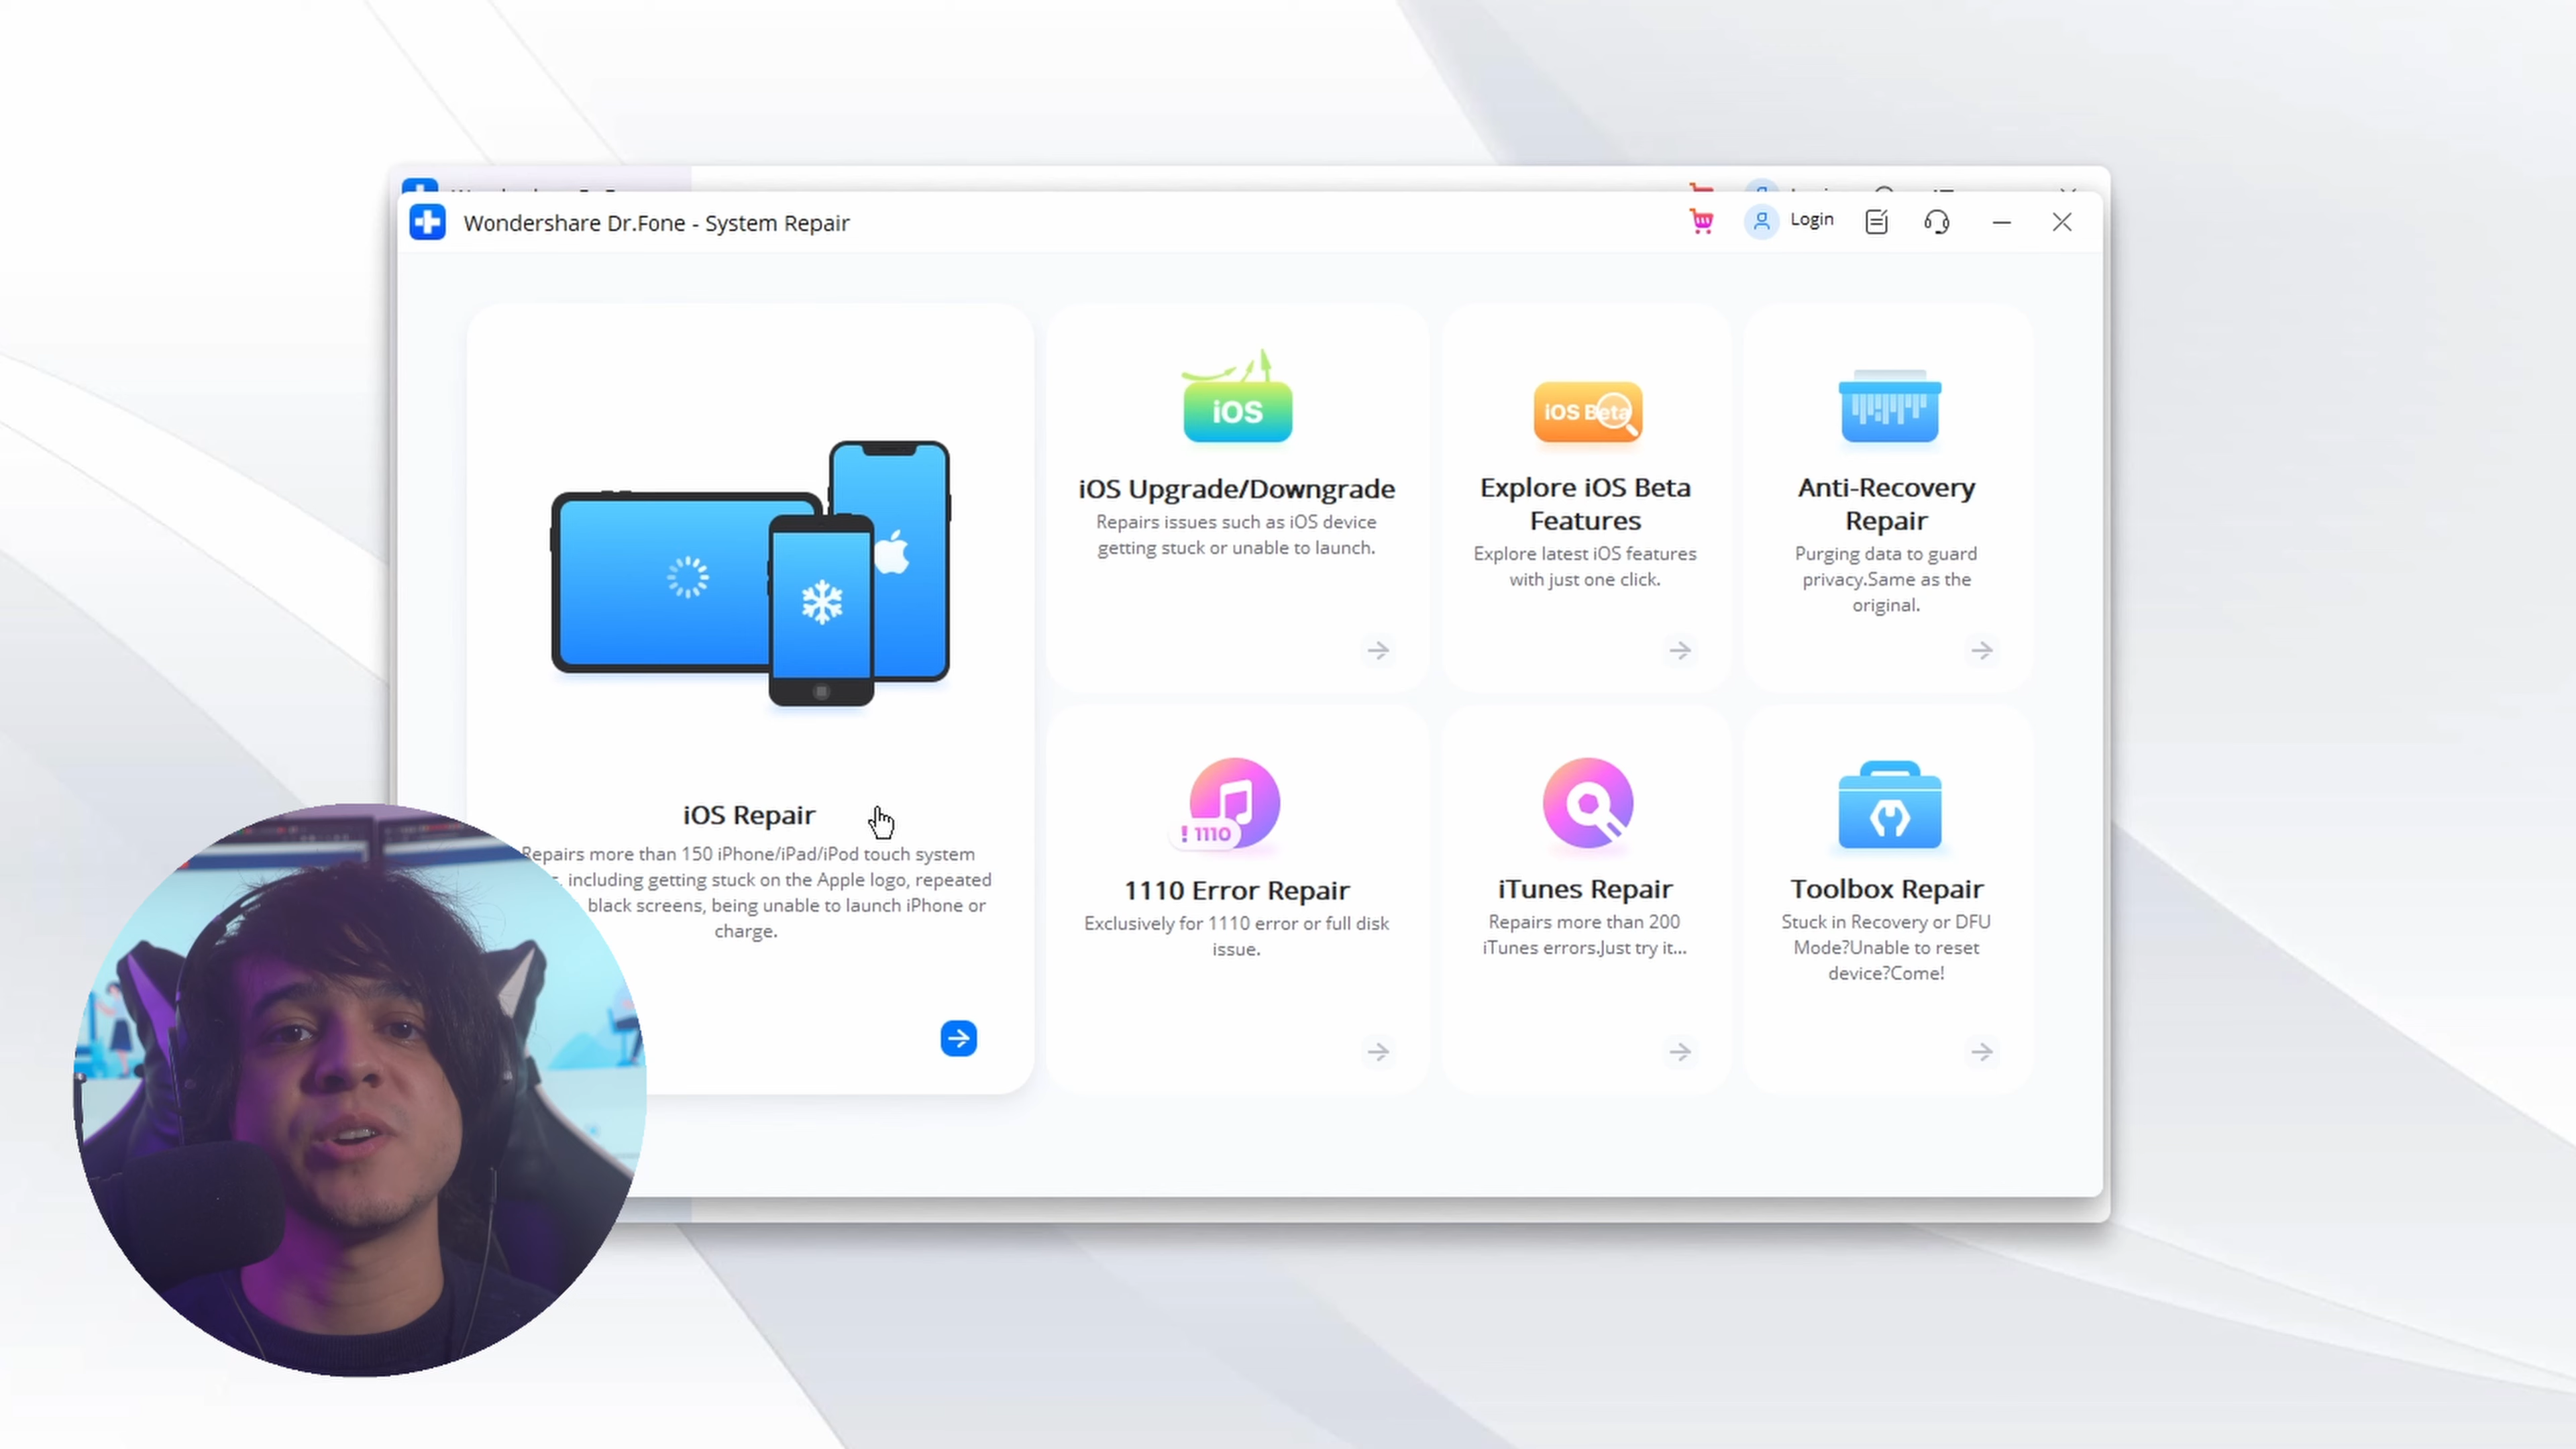 Wondershare Dr.Fone - System Repair
Login
iOS
iOS Upgrade/Downgrade
Repairs issues such as iOS device
getting stuck or unable to launch.
iOS Beta
Explore iOS Beta
Features
Explore latest iOS features
with just one click.
Anti-Recovery
Repair
Purging data to guard
privacy.Same as the
original.
iOS Repair
Repairs more than 150 iPhone/iPad/iPod touch system
, including getting stuck on the Apple logo, repeated
black screens, being unable to launch iPhone or
charge.
! 1110
1110 Error Repair
Exclusively for 1110 error or full disk
issue.
iTunes Repair
Repairs more than 200
iTunes errors.Just try it...
Toolbox Repair
Stuck in Recovery or DFU
Mode?Unable to reset
device?Come!